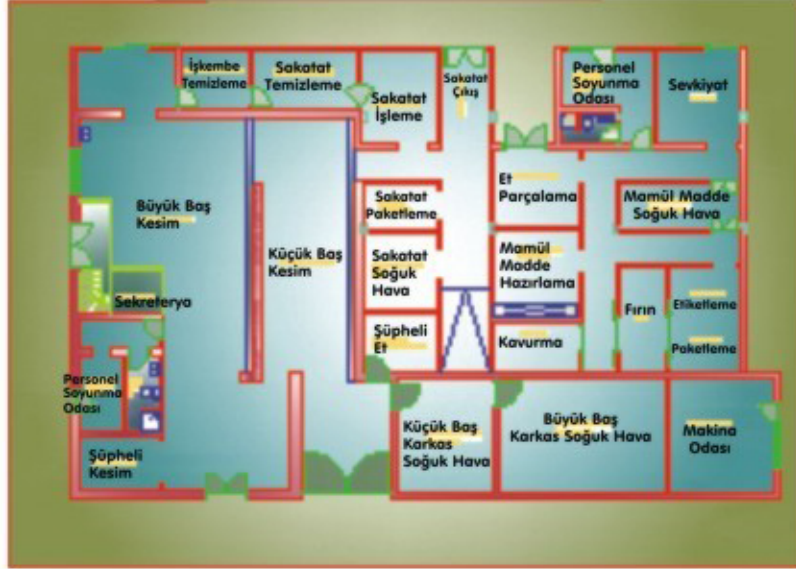 İşkembe
Temizleme
Sakatat
Temizleme
Sakatat
İşleme
Sakatat
Çıkış
Personel
Soyunma
Odası
Sevkiyat
Büyük Baş
Kesim
Küçük Baş
Kesim
Sakatat
Paketleme
Et
Parçalama
Mamül Madde
Soğuk Hava
Sakatat
Soğuk
Hava
Mamül
Madde
Hazırlama
Sekreterya
Fırın
Etiketleme
Paketleme
Şüpheli
Et
Kavurma
Personel
Soyunma
Odası
Şüpheli
Kesim
Küçük Baş
Karkas
Soğuk Hava
Büyük Baş
Karkas Soğuk Hava
Makina
Odası